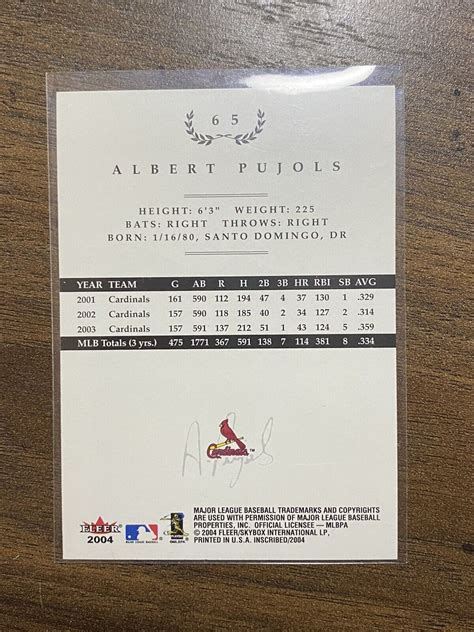 65
ALBERT PUJOLS
HEIGHT: 6'3" WEIGHT: 225
BATS: RIGHT THROWS: RIGHT
BORN: 1/16/80, SANTO DOMINGO, DR
YEAR TEAM G AB R H 2B 3B HR RBI SB AVG
2001 Cardinals 161 590 112 194 47 4 37 130 1 .329
2002 Cardinals 157 590 118 185 40 2 34 127 2 .314
2003 Cardinals 157 591 137 212 51 1 43 124 5 .359
MLB Totals (3 yrs.) 475 1771 367 591 138 7 114 381 8 .334
Cardinals™
MAJOR LEAGUE BASEBALL TRADEMARKS AND COPYRIGHTS
ARE USED WITH PERMISSION OF MAJOR LEAGUE BASEBALL
PROPERTIES, INC. OFFICIAL LICENSEE — MLBPA
© 2004 FLEER/SKYBOX INTERNATIONAL LP,
PRINTED IN U.S.A. INSCRIBED/2004
FLEER
2004